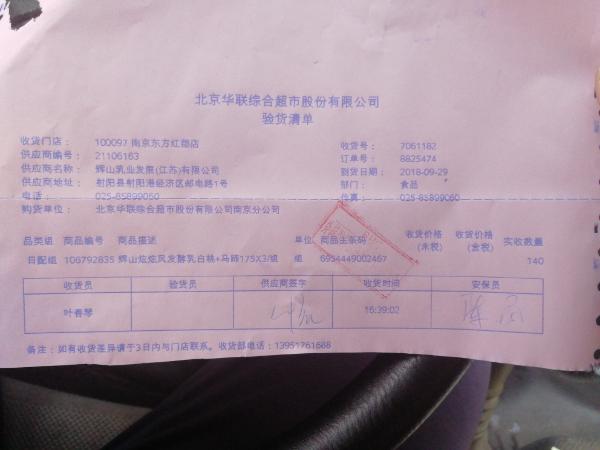 北京华联综合超市股份有限公司
验货清单
收货门店： 100097 南京东方红郡店 收货号： 7061182
供应商编号： 21106163 订单号： 8825474
供应商名称： 辉山乳业发展(江苏)有限公司 到货日期： 2018-09-29
供应商地址： 射阳县射阳港经济区邮电路1号 部门： 食品
电话： 025-85899060 传真： 025-85899060
购货单位： 北京华联综合超市股份有限公司南京分公司
品类组 商品编号 商品描述 单位 商品主条码 收货价格(未税) 收货价格(含税) 实收数量
日配组 106792835 辉山炫炫风发酵乳白桃+马蹄175X3/组 组 6954449002467 140
收货员 验货员 供应商签字 收货时间 安保员
叶香琴 16:39:02
备注：如有收货差异请于3日内与门店联系。收货部电话：13951761688